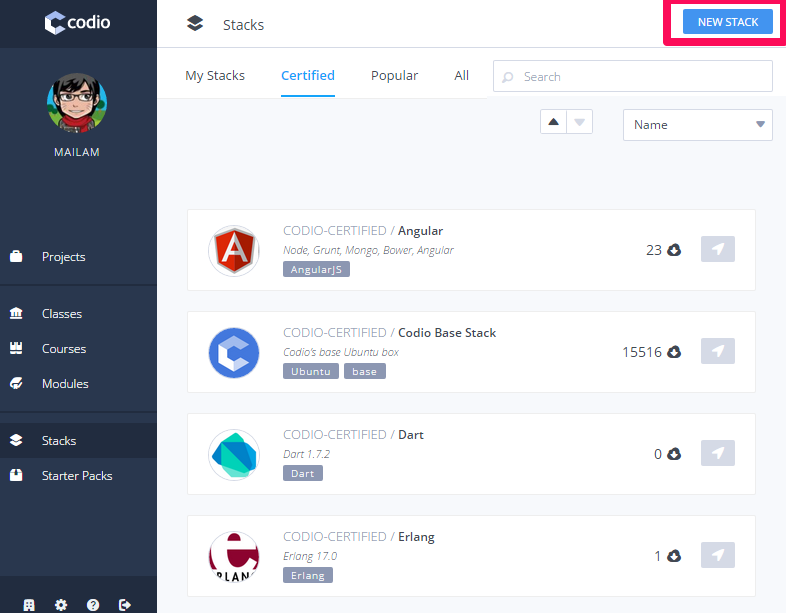 codio
Stacks
NEW STACK
My Stacks Certified Popular All Search
MAILAM
Name
Projects
Classes
Courses
Modules
Stacks
Starter Packs
CODIO-CERTIFIED / Angular
Node, Grunt, Mongo, Bower, Angular
AngularJS
23
CODIO-CERTIFIED / Codio Base Stack
Codio's base Ubuntu box
Ubuntu base
15516
CODIO-CERTIFIED / Dart
Dart 1.7.2
Dart
0
CODIO-CERTIFIED / Erlang
Erlang 17.0
Erlang
1